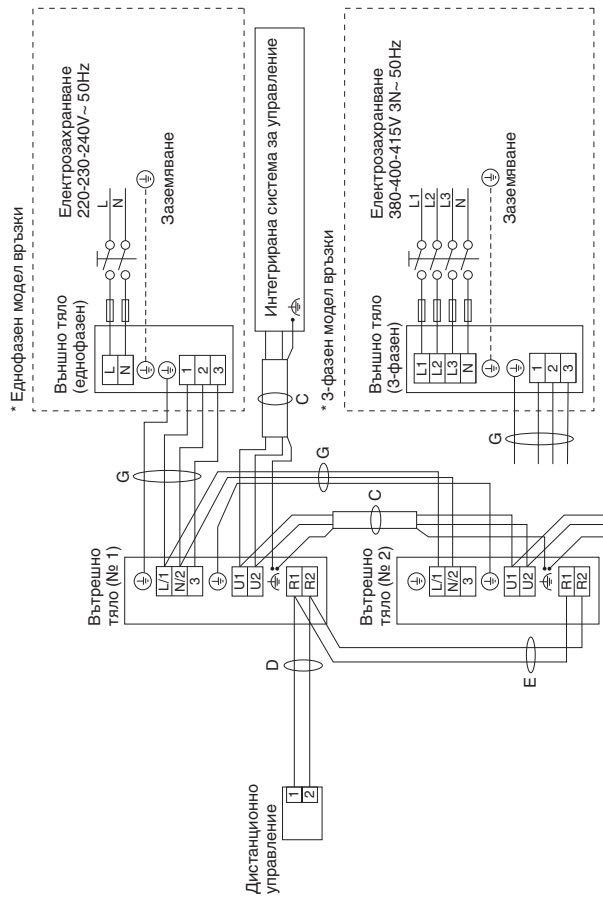 * Еднофазен модел връзки
Електрозахранване
220-230-240V~ 50Hz
L
N
Заземяване
Външно тяло
(еднофазен)
L
N
1
2
3
G
Интегрирана система за управление
C
* 3-фазен модел връзки
Електрозахранване
380-400-415V 3N~ 50Hz
L1
L2
L3
N
Заземяване
Външно тяло
(3-фазен)
L1
L2
L3
N
1
2
3
G
G
C
Вътрешно
тяло (№ 1)
L/1
N/2
3
U1
U2
R1
R2
Вътрешно
тяло (№ 2)
L/1
N/2
3
U1
U2
R1
R2
D
E
Дистанционно
управление
1
2